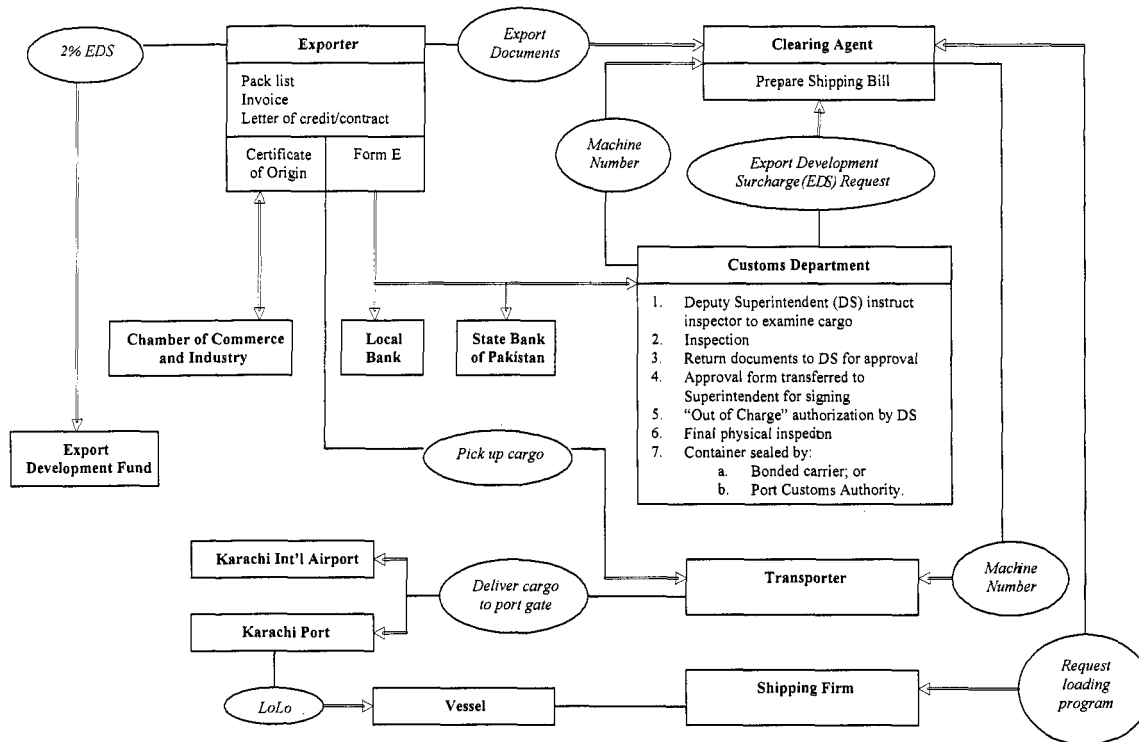 2% EDS
Exporter
Pack list
Invoice
Letter of credit/contract
Certificate
of Origin
Form E
Export
Documents
Clearing Agent
Prepare Shipping Bill
Machine
Number
Export Development
Surcharge (EDS) Request
Customs Department
1. Deputy Superintendent (DS) instruct
inspector to examine cargo
2. Inspection
3. Return documents to DS for approval
4. Approval form transferred to
Superintendent for signing
5. “Out of Charge” authorization by DS
6. Final physical inspection
7. Container sealed by:
a. Bonded carrier; or
b. Port Customs Authority.
Chamber of Commerce
and Industry
Local
Bank
State Bank
of Pakistan
Export
Development Fund
Pick up cargo
Karachi Int'l Airport
Karachi Port
Deliver cargo
to port gate
Transporter
Machine
Number
LoLo
Vessel
Shipping Firm
Request
loading
program